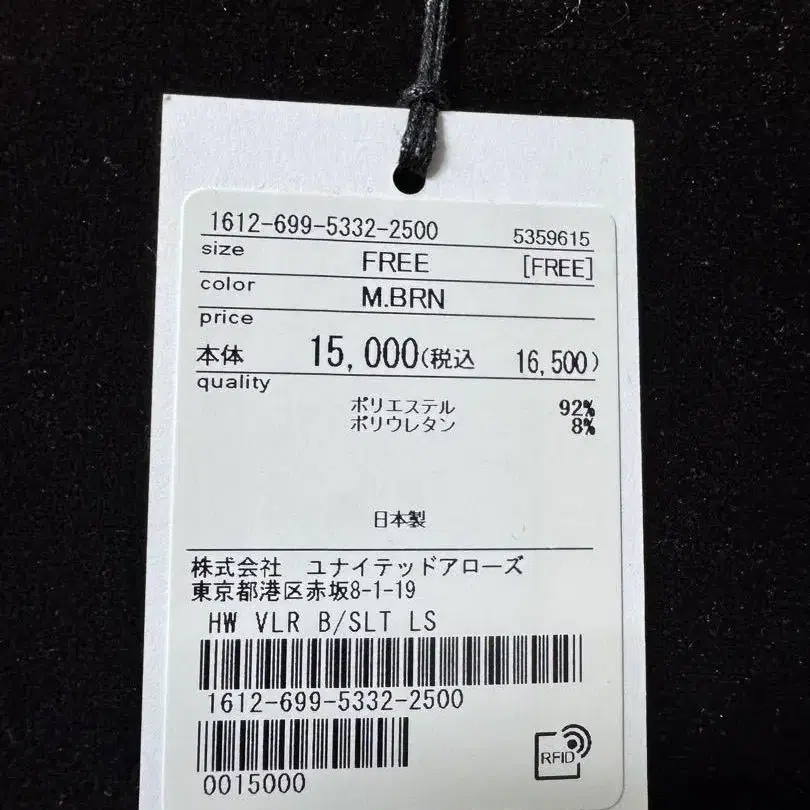 1612-699-5332-2500 5359615
size FREE [FREE]
color M.BRN
price
本体 15,000(税込 16,500)
quality
ポリエステル 92%
ポリウレタン 8%
日本製
株式会社 ユナイテッドアローズ
東京都港区赤坂8-1-19
HW VLR B/SLT LS
1612-699-5332-2500
0015000
RFID